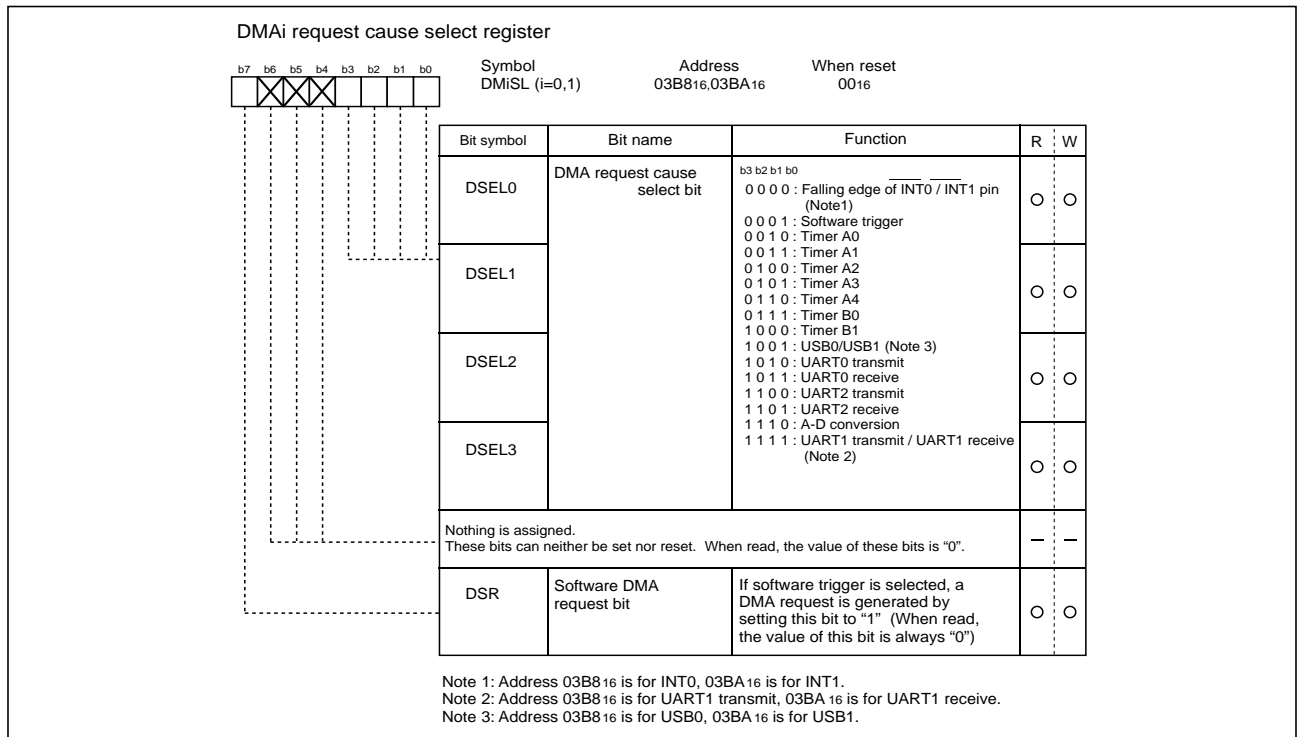 DMAi request cause select register
b7 b6 b5 b4 b3 b2 b1 b0
Symbol Address When reset
DMiSL (i=0,1) 03B816,03BA16 0016
Bit symbol Bit name Function R W
DSEL0
DSEL1
DSEL2
DSEL3
DMA request cause
select bit
b3 b2 b1 b0
0 0 0 0 : Falling edge of INT0 / INT1 pin
(Note1)
0 0 0 1 : Software trigger
0 0 1 0 : Timer A0
0 0 1 1 : Timer A1
0 1 0 0 : Timer A2
0 1 0 1 : Timer A3
0 1 1 0 : Timer A4
0 1 1 1 : Timer B0
1 0 0 0 : Timer B1
1 0 0 1 : USB0/USB1 (Note 3)
1 0 1 0 : UART0 transmit
1 0 1 1 : UART0 receive
1 1 0 0 : UART2 transmit
1 1 0 1 : UART2 receive
1 1 1 0 : A-D conversion
1 1 1 1 : UART1 transmit / UART1 receive
(Note 2)
Nothing is assigned.
These bits can neither be set nor reset. When read, the value of these bits is “0”.
DSR
Software DMA
request bit
If software trigger is selected, a
DMA request is generated by
setting this bit to “1” (When read,
the value of this bit is always “0”)
Note 1: Address 03B816 is for INT0, 03BA16 is for INT1.
Note 2: Address 03B816 is for UART1 transmit, 03BA 16 is for UART1 receive.
Note 3: Address 03B816 is for USB0, 03BA 16 is for USB1.